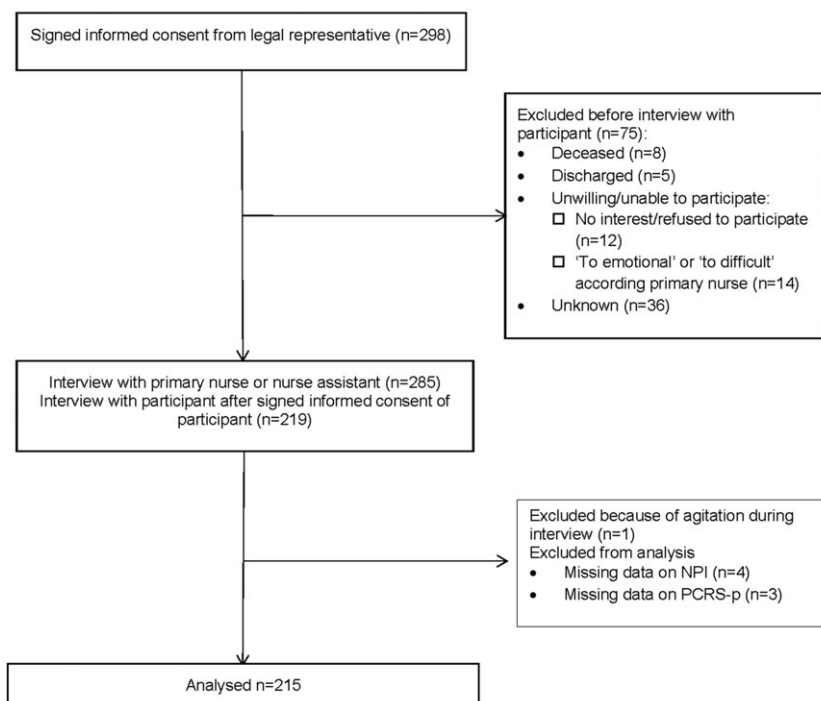 Signed informed consent from legal representative (n=298)
Excluded before interview with
participant (n=75):
• Deceased (n=8)
• Discharged (n=5)
• Unwilling/unable to participate:
☐ No interest/refused to participate
(n=12)
☐ 'To emotional' or 'to difficult'
according primary nurse (n=14)
• Unknown (n=36)
Interview with primary nurse or nurse assistant (n=285)
Interview with participant after signed informed consent of
participant (n=219)
Excluded because of agitation during
interview (n=1)
Excluded from analysis
• Missing data on NPI (n=4)
• Missing data on PCRS-p (n=3)
Analysed n=215